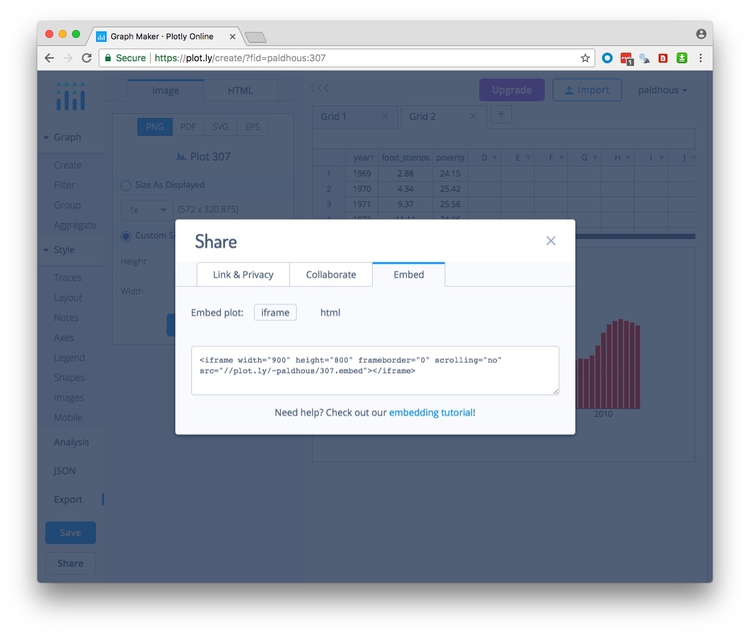 Graph Maker · Plotly Online
Secure https://plot.ly/create/?fid=paldhous:307
1
Image HTML
Upgrade Import paldhous
Grid 1 Grid 2 +
PNG PDF SVG EPS
Graph
Plot 307
year food_stamps poverty D E F G H I J
Create
1 1969 2.88 24.15
Filter
Size As Displayed
2 1970 4.34 25.42
Group
1x (572 x 320.875)
3 1971 9.37 25.56
Aggregate
Custom
Style
Height
Width
Traces
Layout
Notes
Axes
Legend
Shapes
Images
Mobile
Analysis
JSON
Export
Save
Share
Share
Link & Privacy Collaborate Embed
Embed plot: iframe html
<iframe width="900" height="800" frameborder="0" scrolling="no"
src="//plot.ly/~paldhous/307.embed"></iframe>
Need help? Check out our embedding tutorial!
2010